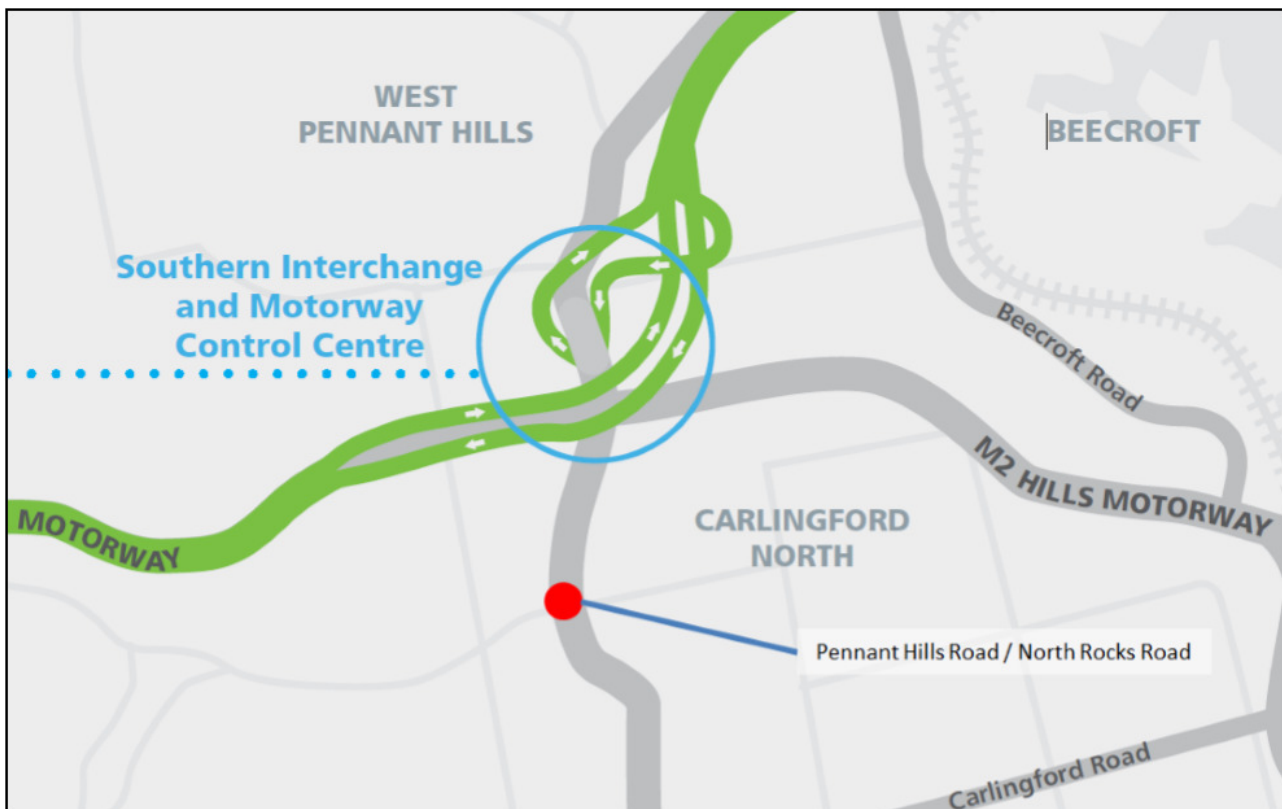 WEST
PENNANT HILLS
BEECROFT
Southern Interchange
and Motorway
Control Centre
Beecroft Road
M2 HILLS MOTORWAY
MOTORWAY
CARLINGFORD
NORTH
Pennant Hills Road / North Rocks Road
Carlingford Road